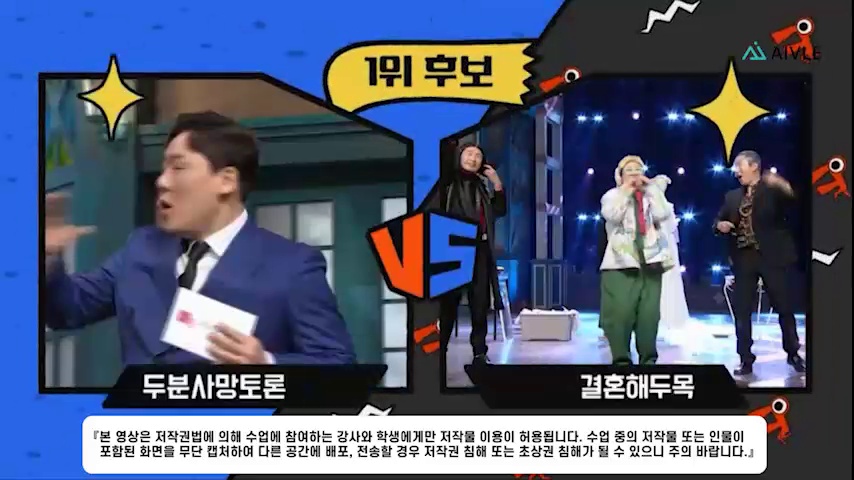 AIVLE
1위 후보
VS
두분사망토론
결혼해두목
『본 영상은 저작권법에 의해 수업에 참여하는 강사와 학생에게만 저작물 이용이 허용됩니다. 수업 중의 저작물 또는 인물이
포함된 화면을 무단 캡처하여 다른 공간에 배포, 전송할 경우 저작권 침해 또는 초상권 침해가 될 수 있으니 주의 바랍니다.』